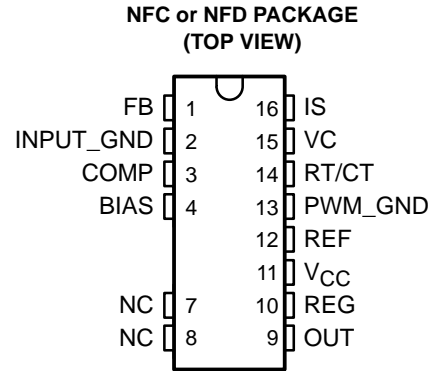 NFC or NFD PACKAGE
(TOP VIEW)
FB 1 16 IS
INPUT_GND 2 15 VC
COMP 3 14 RT/CT
BIAS 4 13 PWM_GND
12 REF
11 VCC
NC 7 10 REG
NC 8 9 OUT